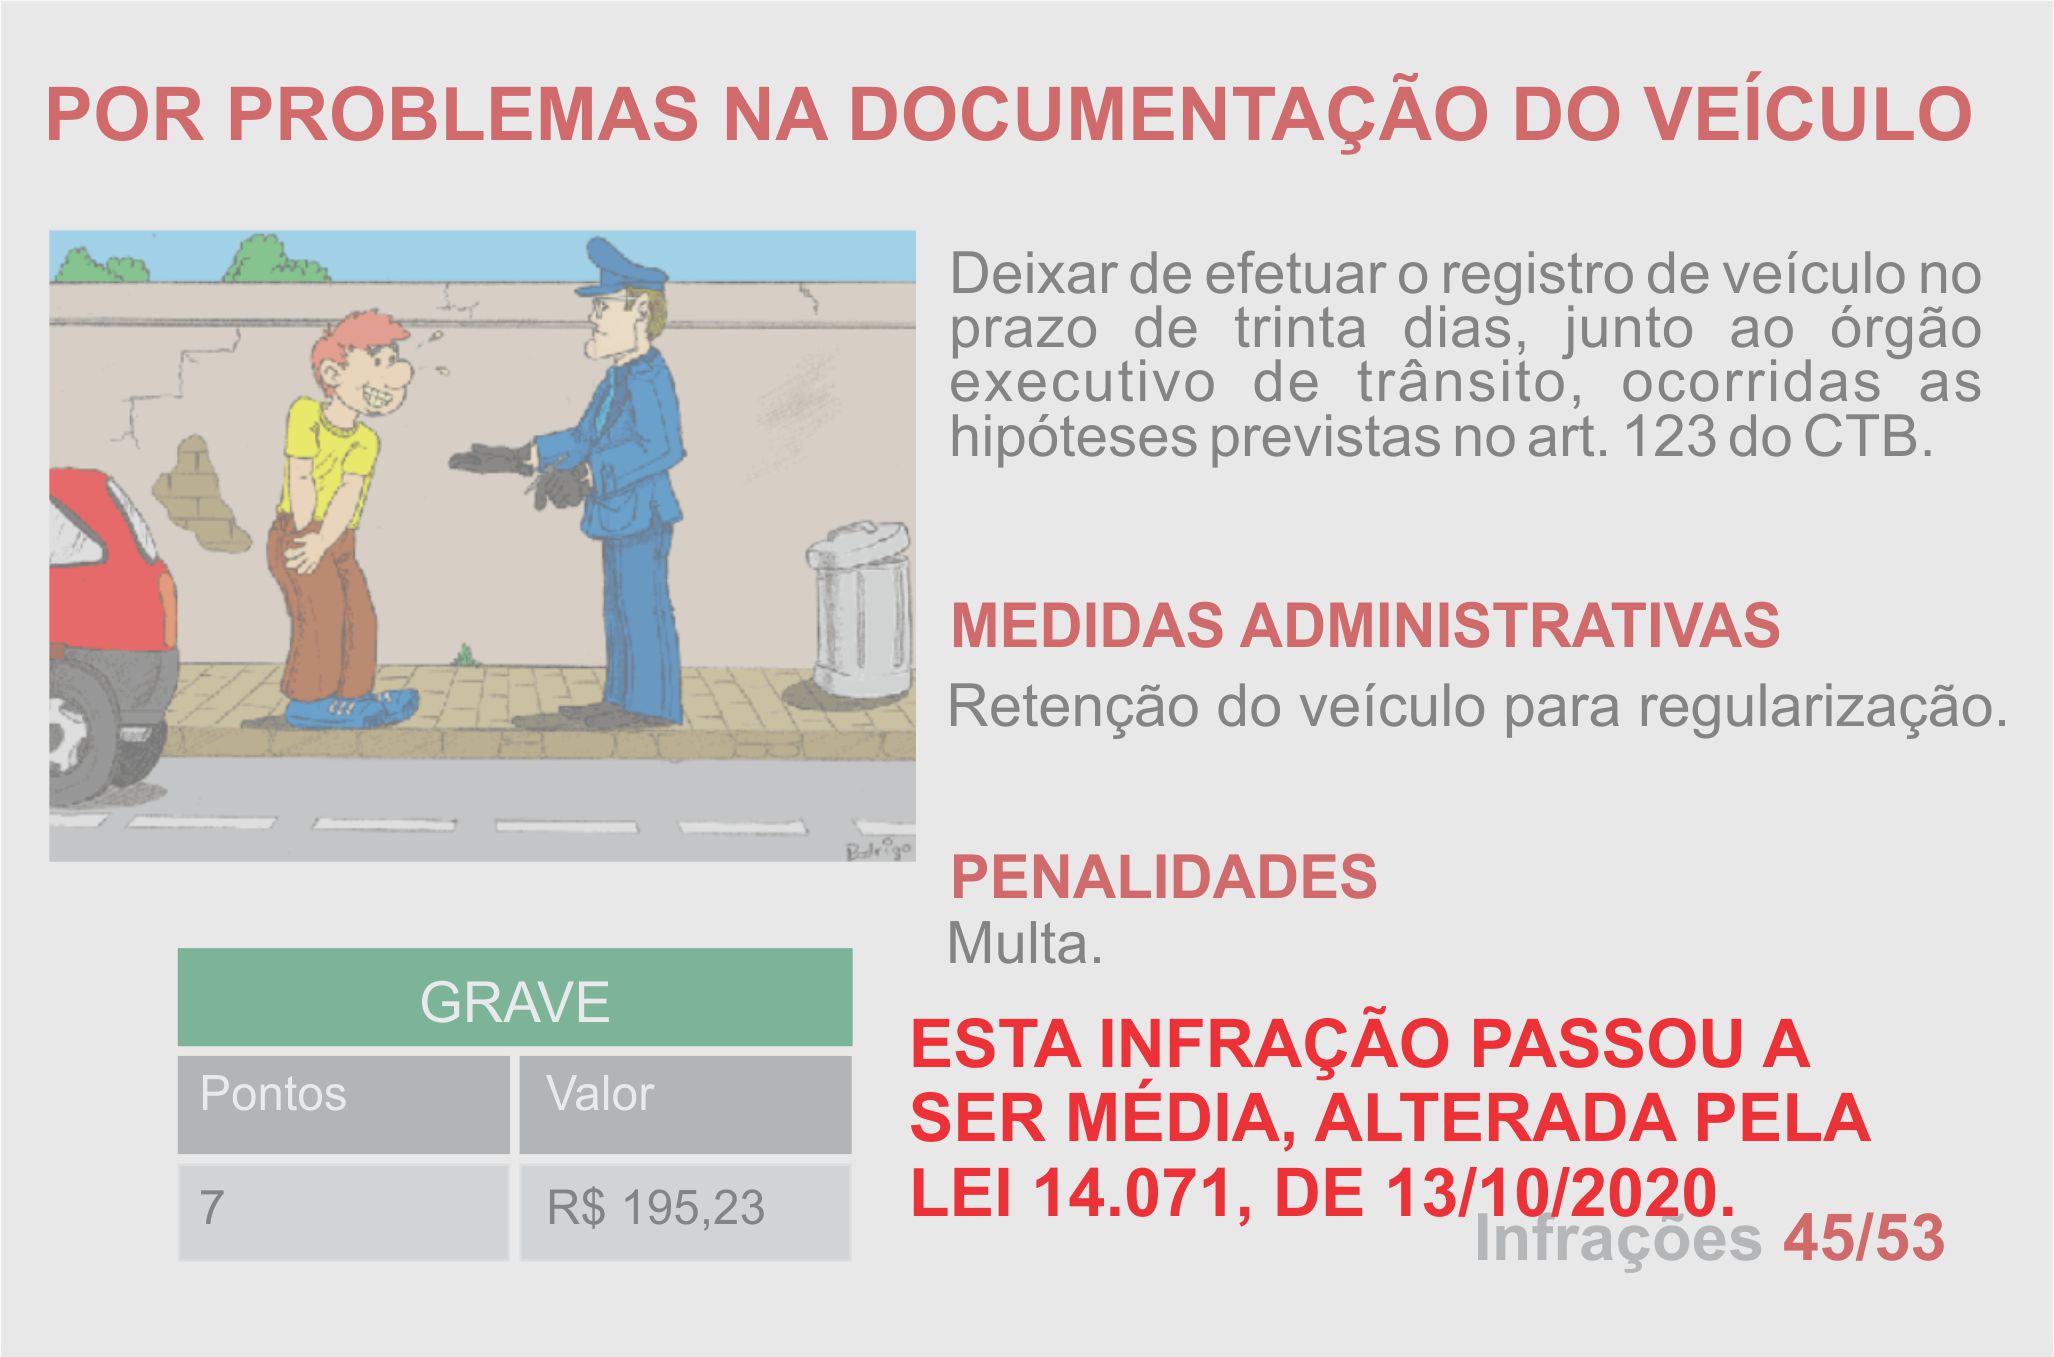 POR PROBLEMAS NA DOCUMENTAÇÃO DO VEÍCULO
Deixar de efetuar o registro de veículo no
prazo de trinta dias, junto ao órgão
executivo de trânsito, ocorridas as
hipóteses previstas no art. 123 do CTB.
MEDIDAS ADMINISTRATIVAS
Retenção do veículo para regularização.
Rodrigo
PENALIDADES
Multa.
GRAVE
Pontos Valor
7 R$ 195,23
ESTA INFRAÇÃO PASSOU A
SER MÉDIA, ALTERADA PELA
LEI 14.071, DE 13/10/2020.
Infrações 45/53